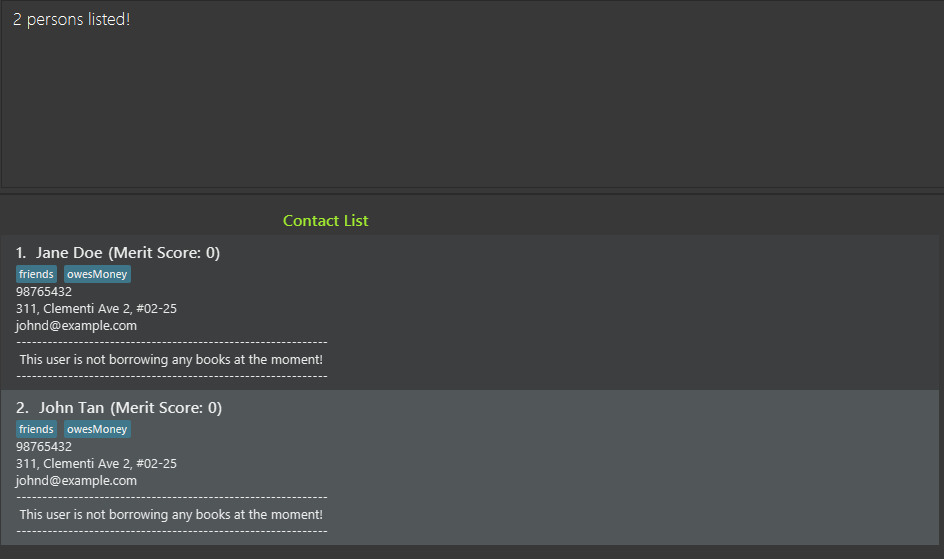 2 persons listed!
Contact List
1. Jane Doe (Merit Score: 0)
friends owesMoney
98765432
311, Clementi Ave 2, #02-25
johnd@example.com
------------------------------------------------------------
This user is not borrowing any books at the moment!
------------------------------------------------------------
2. John Tan (Merit Score: 0)
friends owesMoney
98765432
311, Clementi Ave 2, #02-25
johnd@example.com
------------------------------------------------------------
This user is not borrowing any books at the moment!
------------------------------------------------------------